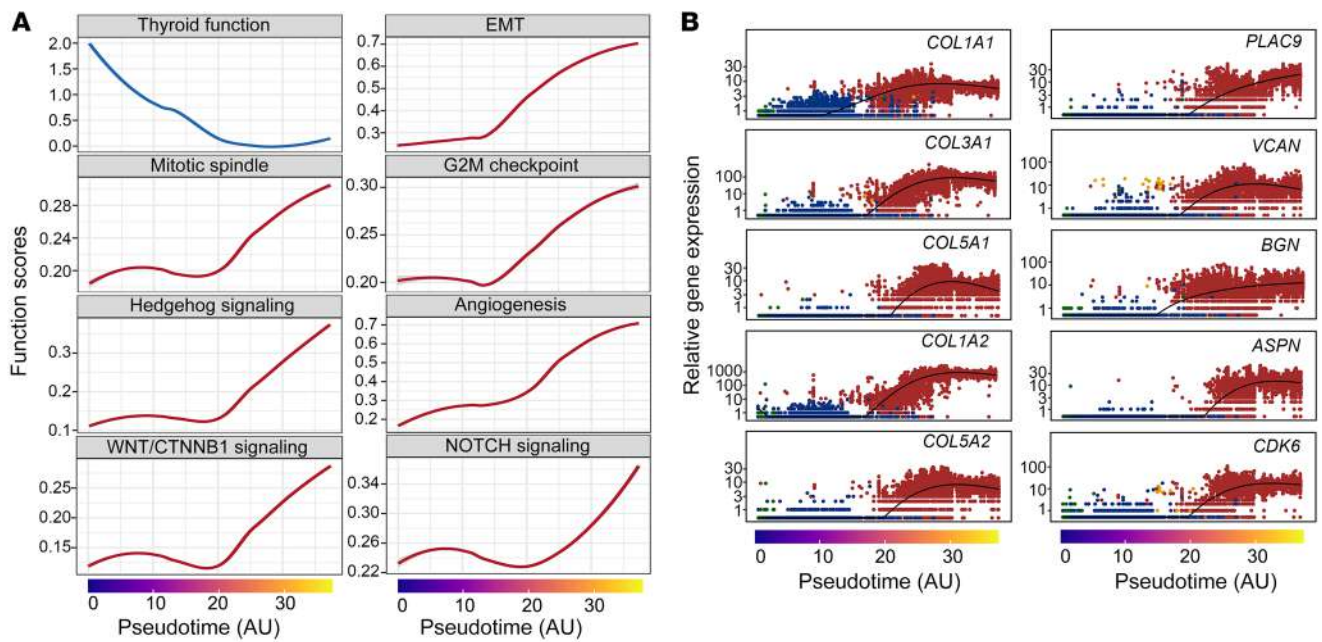 A
Function scores
Thyroid function
2.0
1.5
1.0
0.5
0.0
EMT
0.7
0.6
0.5
0.4
0.3
Mitotic spindle
0.28
0.24
0.20
G2M checkpoint
0.30
0.25
0.20
Hedgehog signaling
0.3
0.2
0.1
Angiogenesis
0.7
0.6
0.5
0.4
0.3
0.2
WNT/CTNNB1 signaling
0.25
0.20
0.15
NOTCH signaling
0.34
0.30
0.26
0.22
0 10 20 30
Pseudotime (AU)
0 10 20 30
Pseudotime (AU)
B
Relative gene expression
COL1A1
30
10
3
1
PLAC9
30
10
3
1
COL3A1
100
10
1
VCAN
100
10
1
COL5A1
30
10
3
1
BGN
100
10
1
COL1A2
1000
1000
10
1
ASPN
30
10
3
1
COL5A2
30
10
3
1
CDK6
100
10
1
0 10 20 30
Pseudotime (AU)
0 10 20 30
Pseudotime (AU)